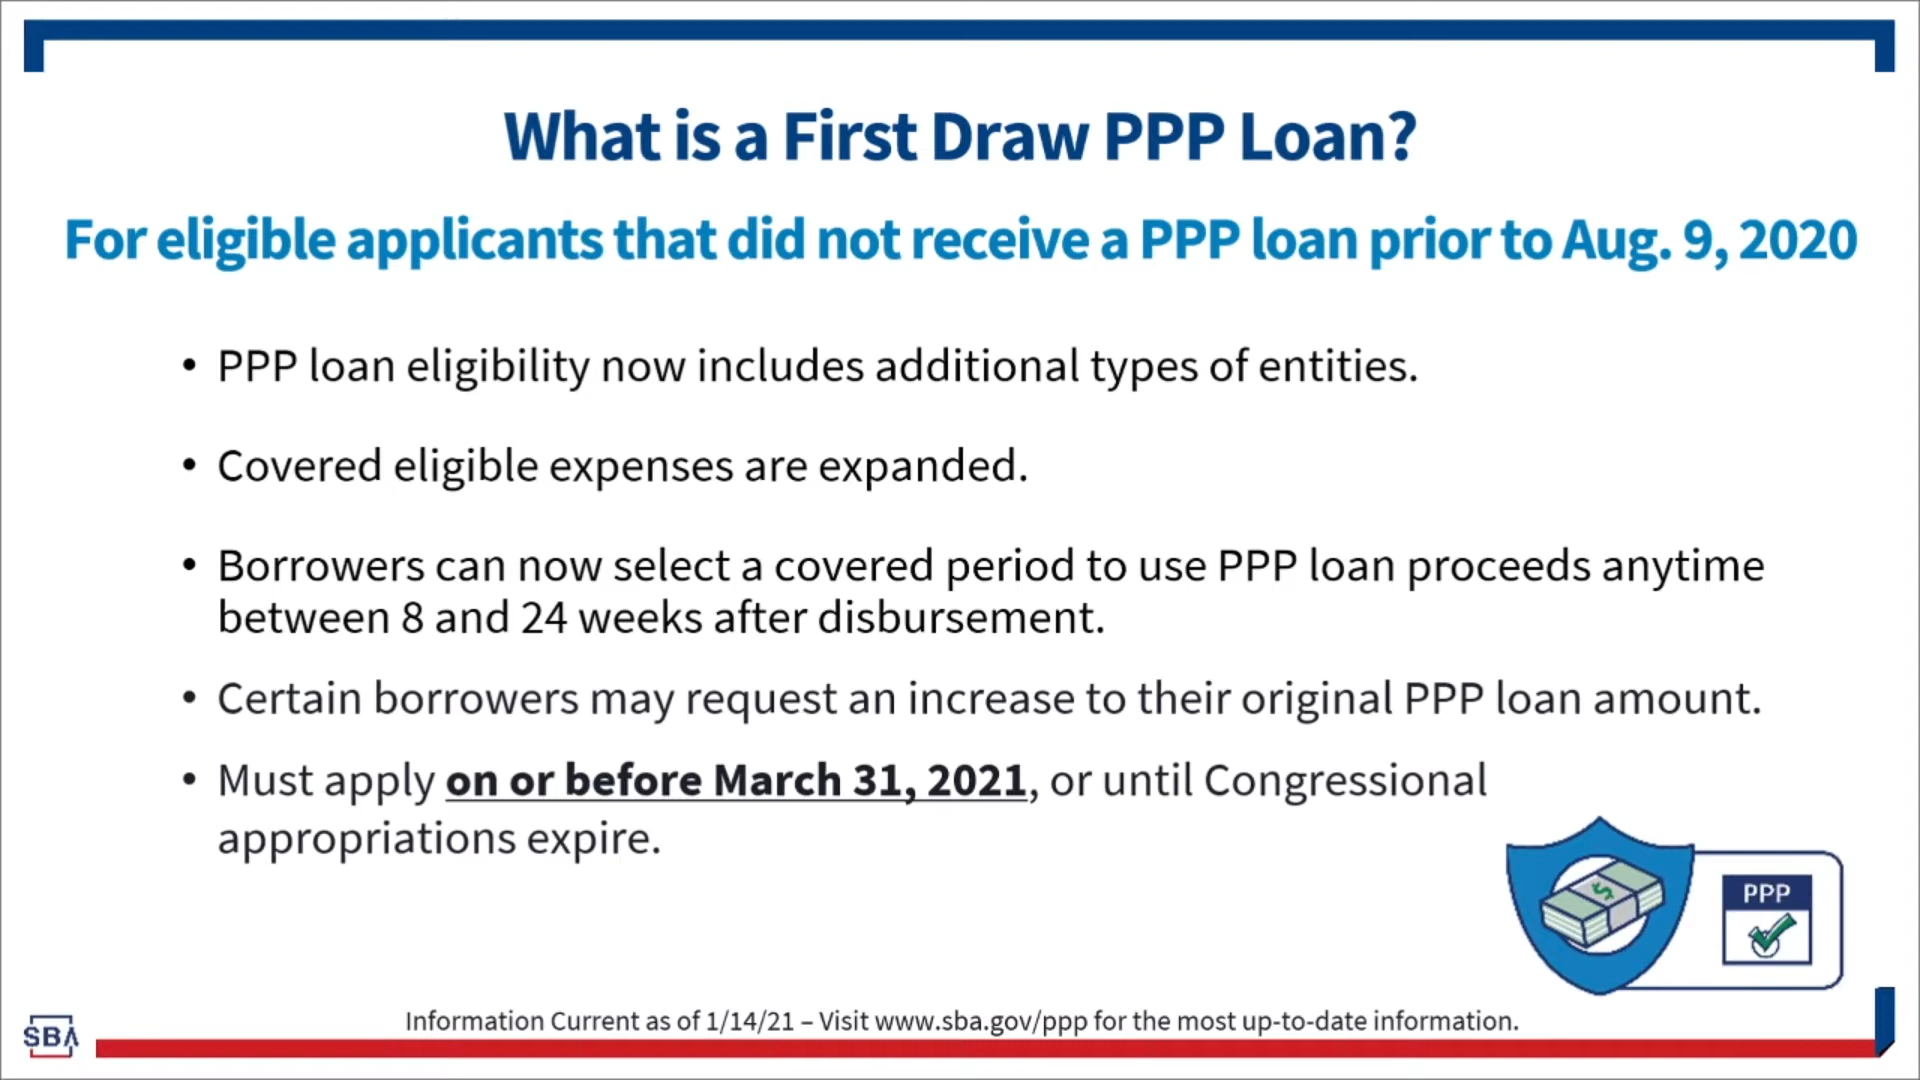 What is a First Draw PPP Loan?
For eligible applicants that did not receive a PPP loan prior to Aug. 9, 2020
• PPP loan eligibility now includes additional types of entities.
• Covered eligible expenses are expanded.
• Borrowers can now select a covered period to use PPP loan proceeds anytime
between 8 and 24 weeks after disbursement.
• Certain borrowers may request an increase to their original PPP loan amount.
• Must apply on or before March 31, 2021, or until Congressional
appropriations expire.
$
PPP
Information Current as of 1/14/21 – Visit www.sba.gov/ppp for the most up-to-date information.
SBA